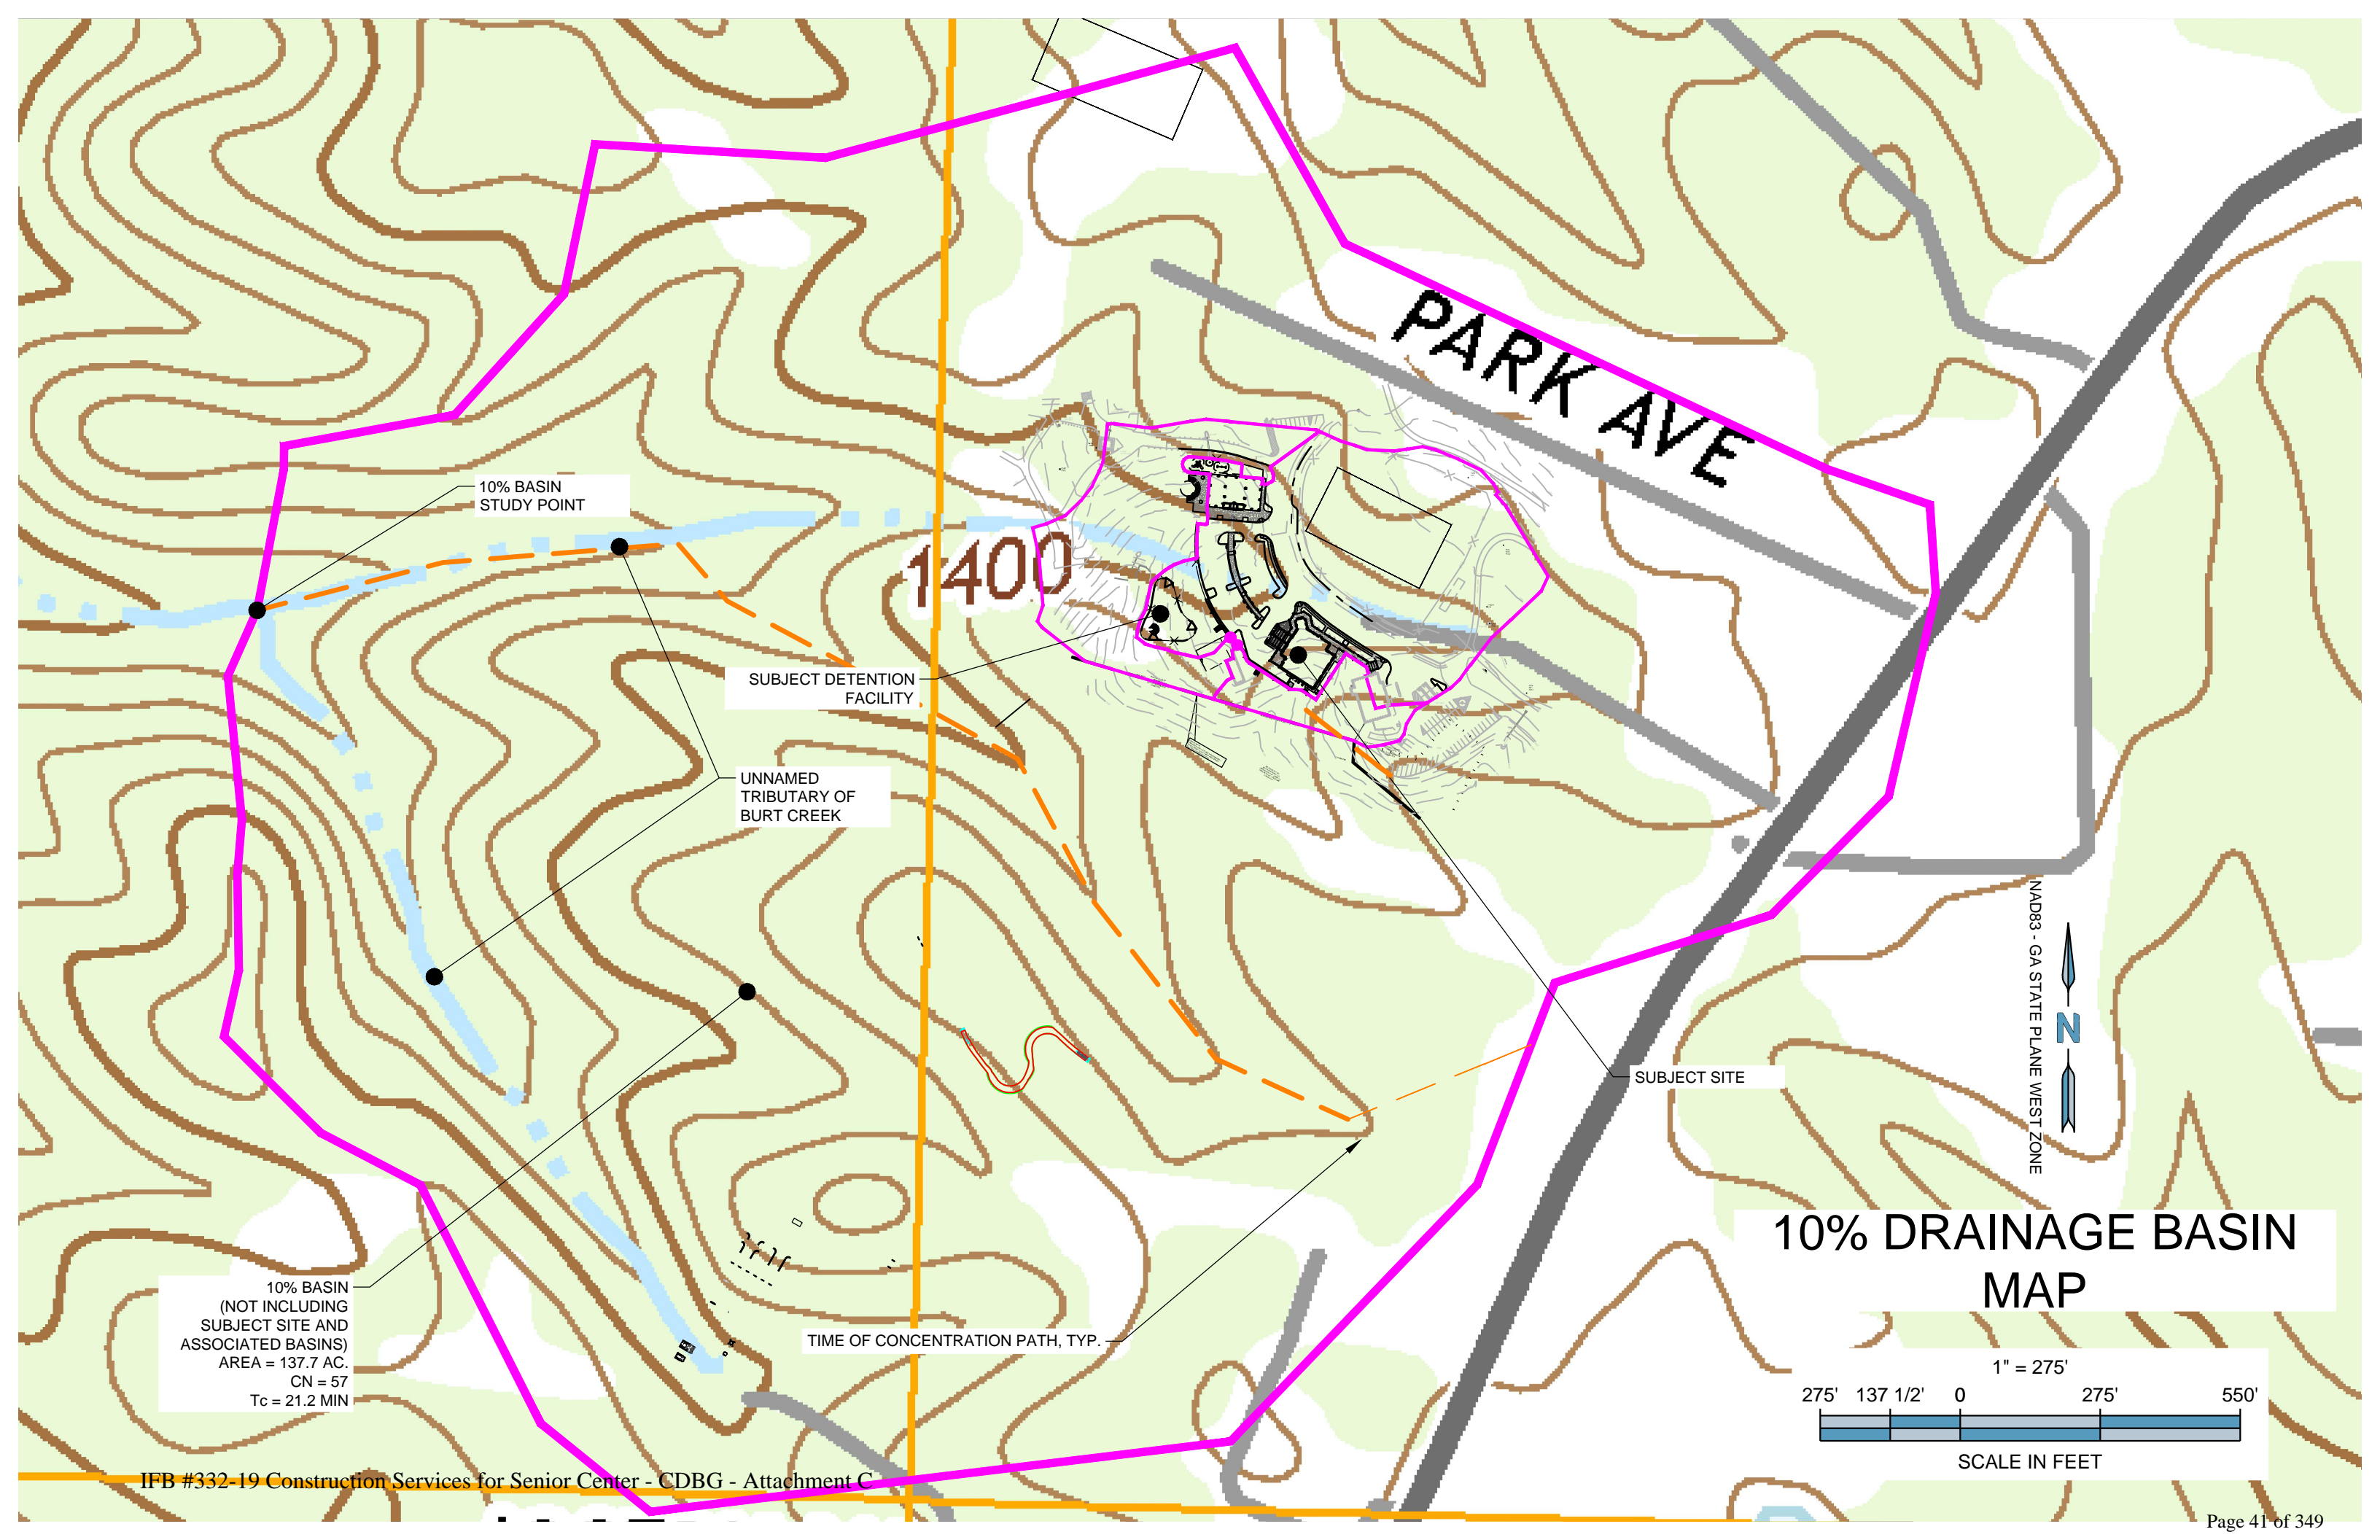 PARK AVE
10% BASIN
STUDY POINT
1400
SUBJECT DETENTION
FACILITY
UNNAMED
TRIBUTARY OF
BURT CREEK
NAD83 - GA STATE PLANE WEST ZONE
N
SUBJECT SITE
10% DRAINAGE BASIN
MAP
10% BASIN
(NOT INCLUDING
SUBJECT SITE AND
ASSOCIATED BASINS)
AREA = 137.7 AC.
CN = 57
Tc = 21.2 MIN
TIME OF CONCENTRATION PATH, TYP.
1" = 275'
275' 137 1/2' 0 275' 550'
SCALE IN FEET
IFB #332-19 Construction Services for Senior Center - CDBG - Attachment C
Page 41 of 349